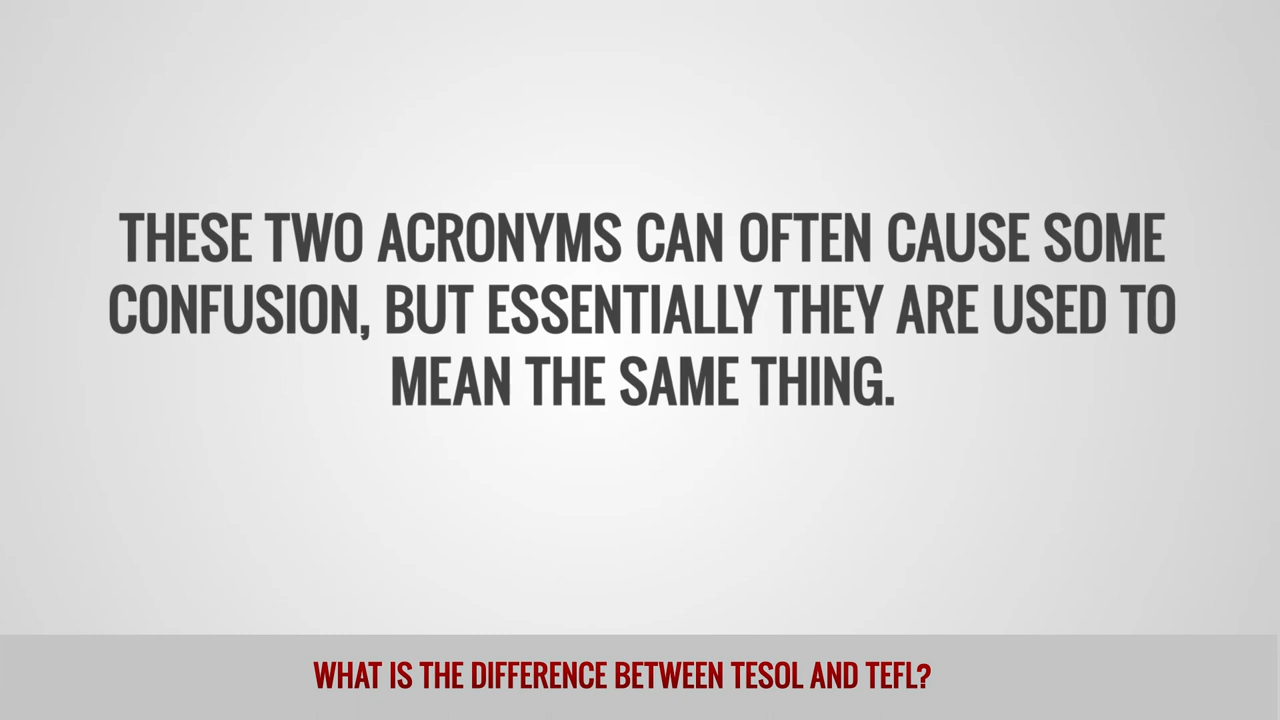 THESE TWO ACRONYMS CAN OFTEN CAUSE SOME
CONFUSION, BUT ESSENTIALLY THEY ARE USED TO
MEAN THE SAME THING.
WHAT IS THE DIFFERENCE BETWEEN TESOL AND TEFL?